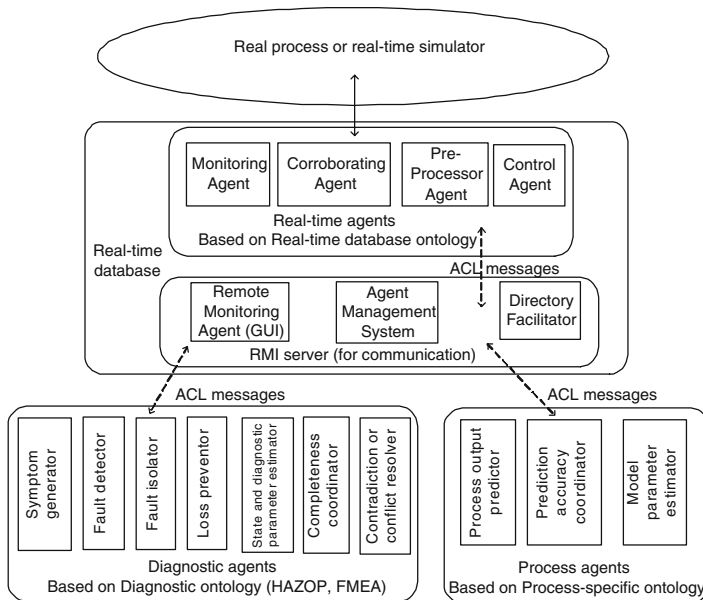 Real process or real-time simulator
Monitoring
Agent
Corroborating
Agent
Pre-
Processor
Agent
Control
Agent
Real-time agents
Based on Real-time database ontology
Real-time
database
ACL messages
Remote
Monitoring
Agent (GUI)
Agent
Management
System
Directory
Facilitator
RMI server (for communication)
ACL messages
ACL messages
Symptom
generator
Fault detector
Fault isolator
Loss preventor
State and diagnostic
parameter estimator
Completeness
coordinator
Contradiction or
conflict resolver
Diagnostic agents
Based on Diagnostic ontology (HAZOP, FMEA)
Process output
predictor
Prediction
accuracy
coordinator
Model
parameter
estimator
Process agents
Based on Process-specific ontology